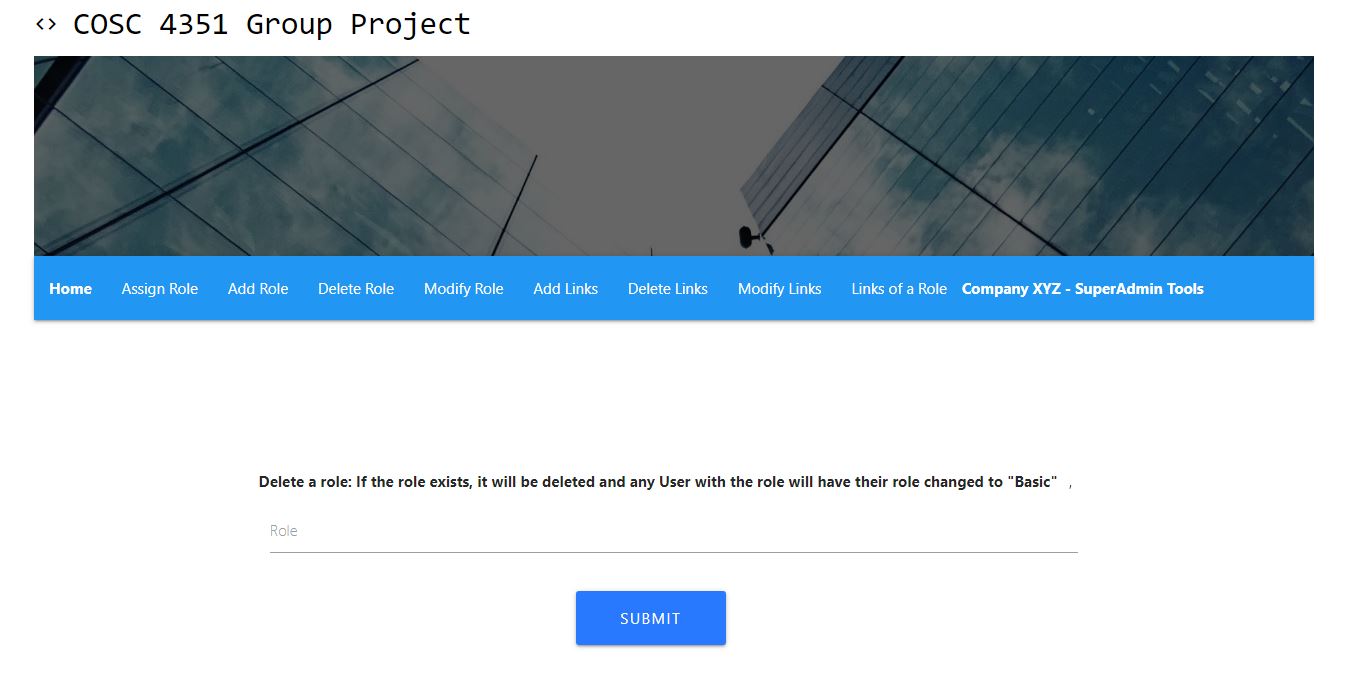 <> COSC 4351 Group Project
Home Assign Role Add Role Delete Role Modify Role Add Links Delete Links Modify Links Links of a Role Company XYZ - SuperAdmin Tools
Delete a role: If the role exists, it will be deleted and any User with the role will have their role changed to "Basic" ,
Role
SUBMIT